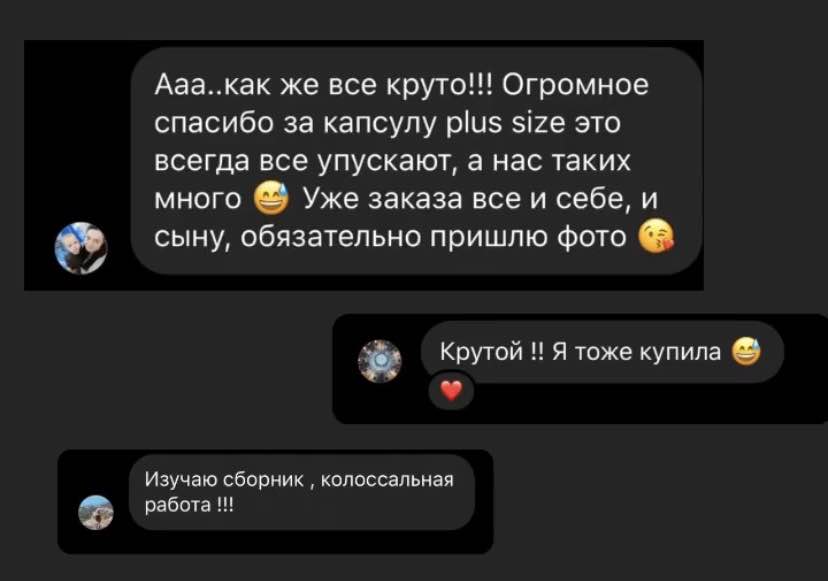 Ааа..как же все круто!!! Огромное
спасибо за капсулу plus size это
всегда все упускают, а нас таких
много 😅 Уже заказа все и себе, и
сыну, обязательно пришлю фото 😘
Крутой !! Я тоже купила 😅
❤️
Изучаю сборник , колоссальная
работа !!!